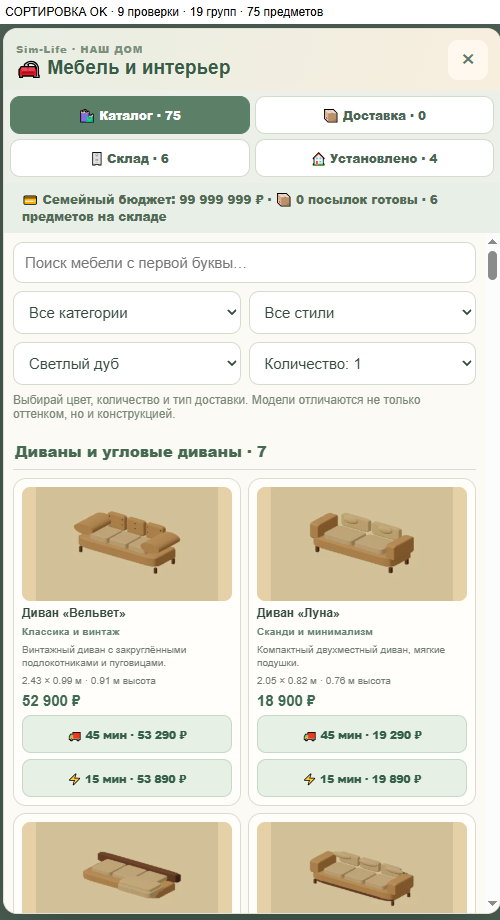 СОРТИРОВКА OK · 9 проверки · 19 групп · 75 предметов
Sim-Life · НАШ ДОМ
Мебель и интерьер
×
Каталог · 75
Доставка · 0
Склад · 6
Установлено · 4
Семейный бюджет: 99 999 999 ₽ · 0 посылок готовы · 6
предметов на складе
Поиск мебели с первой буквы...
Все категории
Все стили
Светлый дуб
Количество: 1
Выбирай цвет, количество и тип доставки. Модели отличаются не только
оттенком, но и конструкцией.
Диваны и угловые диваны · 7
Диван «Вельвет»
Классика и винтаж
Винтажный диван с закруглёнными
подлокотниками и пуговицами.
2.43 × 0.99 м · 0.91 м высота
52 900 ₽
45 мин · 53 290 ₽
15 мин · 53 890 ₽
Диван «Луна»
Сканди и минимализм
Компактный двухместный диван, мягкие
подушки.
2.05 × 0.82 м · 0.76 м высота
18 900 ₽
45 мин · 19 290 ₽
15 мин · 19 890 ₽